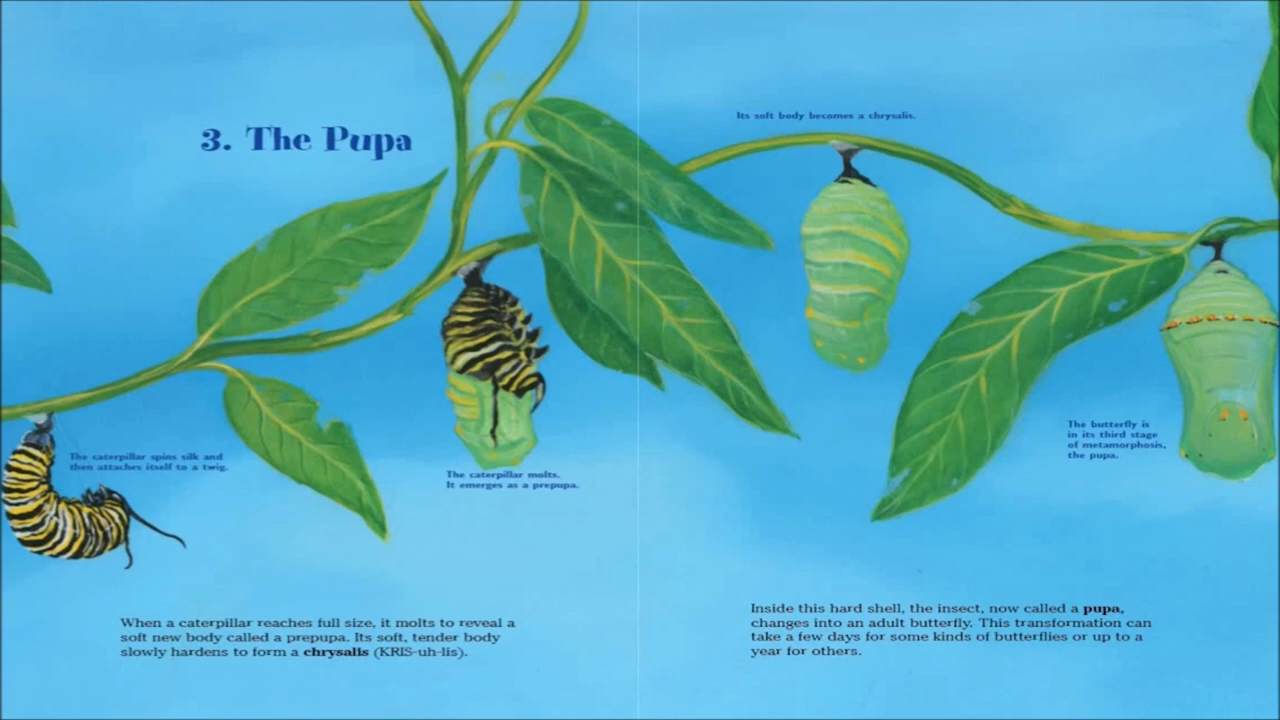 3. The Pupa
The caterpillar spins silk and
then attaches itself to a twig.
The caterpillar molts.
It emerges as a prepupa.
When a caterpillar reaches full size, it molts to reveal a
soft new body called a prepupa. Its soft, tender body
slowly hardens to form a chrysalis (KRIS-uh-lis).
Its soft body becomes a chrysalis.
The butterfly is
in its third stage
of metamorphosis,
the pupa.
Inside this hard shell, the insect, now called a pupa,
changes into an adult butterfly. This transformation can
take a few days for some kinds of butterflies or up to a
year for others.